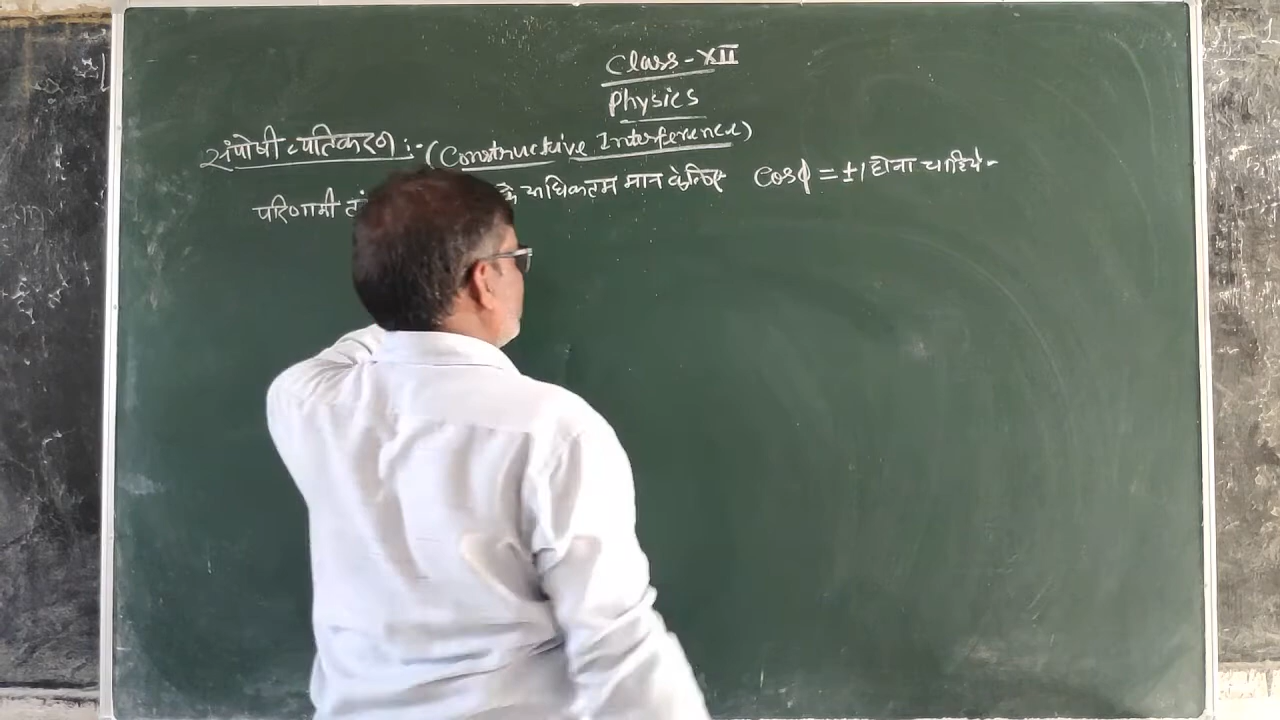 Class-XII
Physics
संपोषी व्यतिकरण :- (Constructive Interference)
परिणामी के अधिकतम मान के लिए cosϕ = ±1 होना चाहिये-